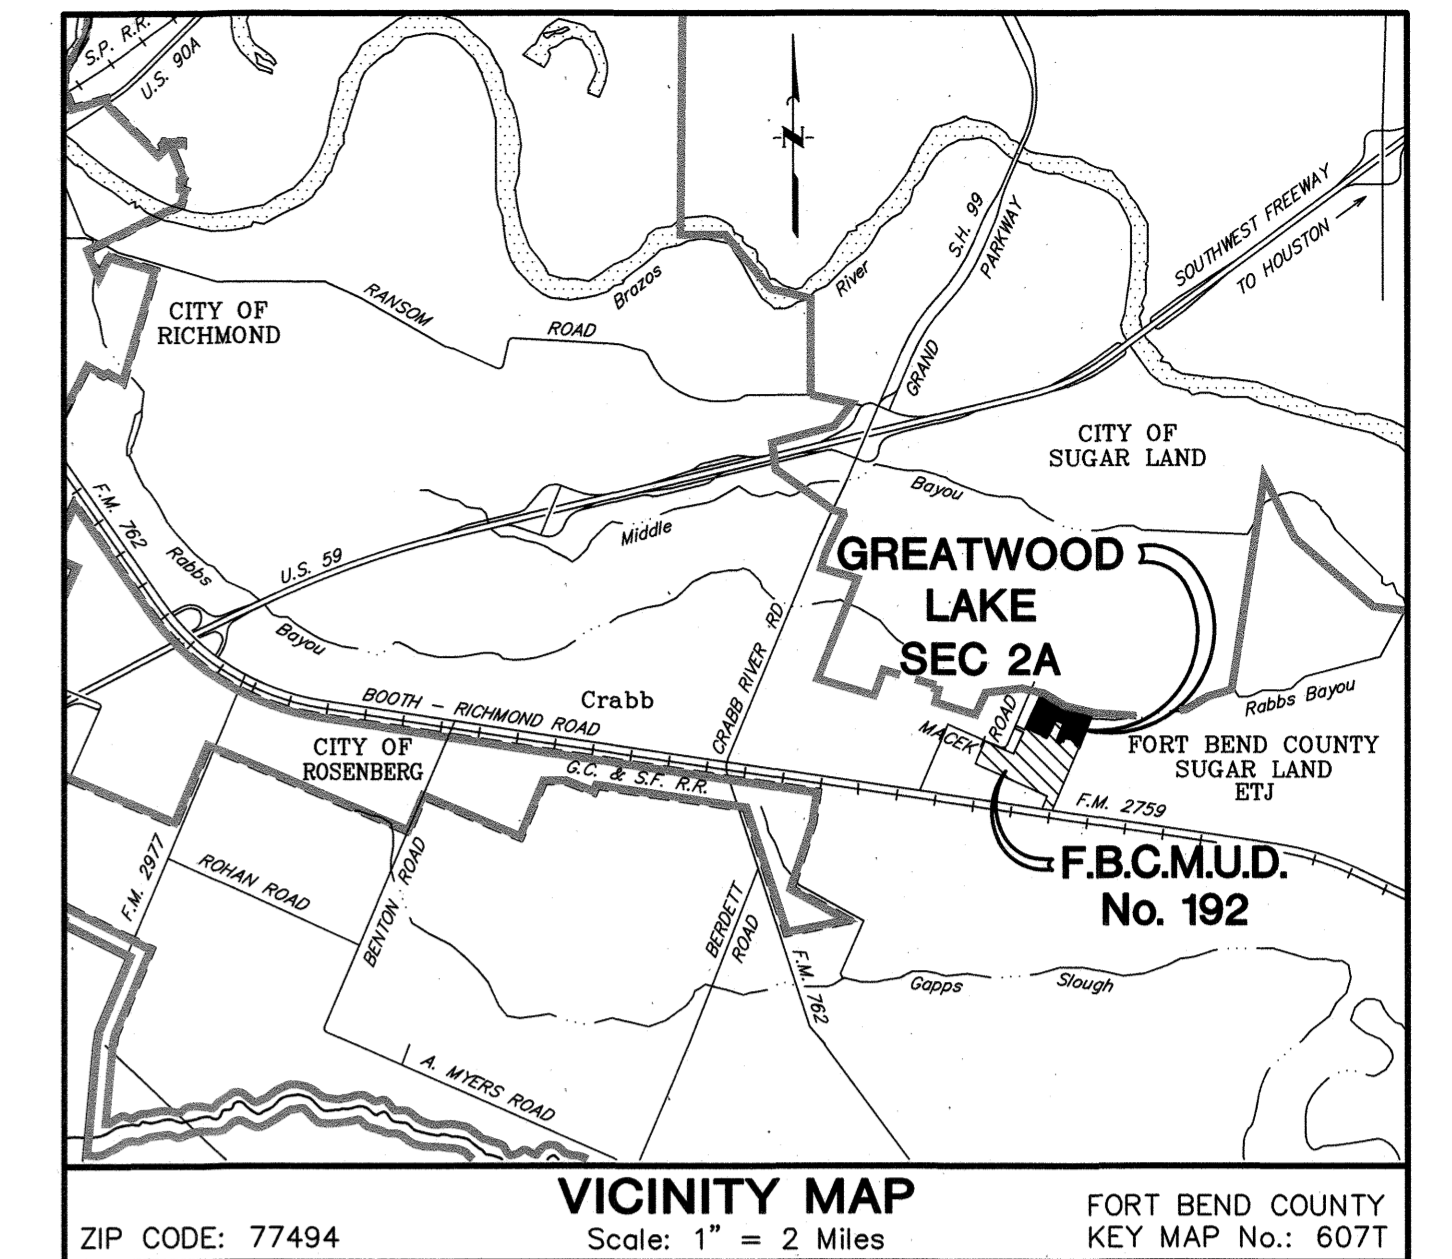 S.P. R.R.
U.S. 90A
N
S.H. 99
GRAND PARKWAY
SOUTHWEST FREEWAY
TO HOUSTON
CITY OF
RICHMOND
RANSOM ROAD
Brazos River
CITY OF
SUGAR LAND
F.M. 762
Rabbs Bayou
U.S. 59
Middle Bayou
GREATWOOD
LAKE
SEC 2A
CRABB RIVER RD
BOOTH – RICHMOND ROAD
Crabb
MACEK ROAD
Rabbs Bayou
CITY OF
ROSENBERG
G.C. & S.F. R.R.
FORT BEND COUNTY
SUGAR LAND
ETJ
F.M. 2759
F.B.C.M.U.D.
No. 192
F.M. 2977
ROHAN ROAD
BENTON ROAD
BERDETT
ROAD
F.M. 762
Gapps Slough
A. MYERS ROAD
VICINITY MAP
Scale: 1" = 2 Miles
ZIP CODE: 77494
FORT BEND COUNTY
KEY MAP No.: 607T